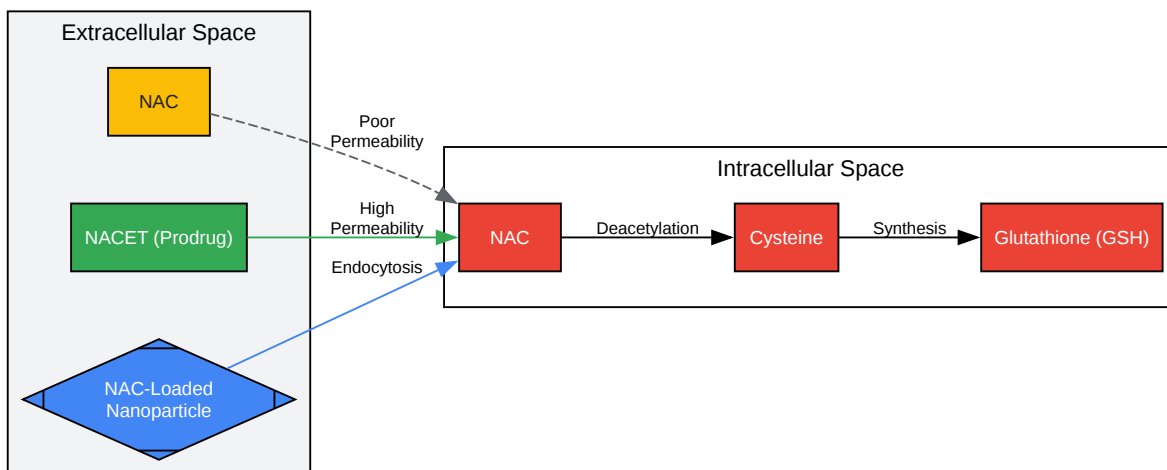 Extracellular Space
NAC
Poor
Permeability
Intracellular Space
NACET (Prodrug)
High
Permeability
NAC
Deacetylation
Cysteine
Synthesis
Glutathione (GSH)
Endocytosis
NAC-Loaded
Nanoparticle